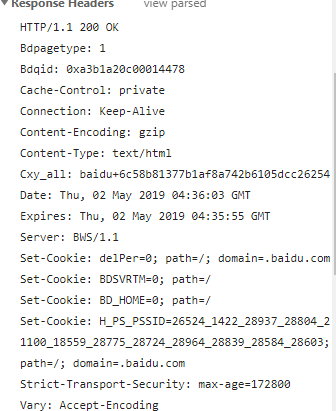 Response Headers view parsed
HTTP/1.1 200 OK
Bdpagetype: 1
Bdqid: 0xa3b1a20c00014478
Cache-Control: private
Connection: Keep-Alive
Content-Encoding: gzip
Content-Type: text/html
Cxy_all: baidu+6c58b81377b1af8a742b6105dcc26254
Date: Thu, 02 May 2019 04:36:03 GMT
Expires: Thu, 02 May 2019 04:35:55 GMT
Server: BWS/1.1
Set-Cookie: delPer=0; path=/; domain=.baidu.com
Set-Cookie: BDSVRTM=0; path=/
Set-Cookie: BD_HOME=0; path=/
Set-Cookie: H_PS_PSSID=26524_1422_28937_28804_2
1100_18559_28775_28724_28964_28839_28584_28603;
path=/; domain=.baidu.com
Strict-Transport-Security: max-age=172800
Vary: Accept-Encoding